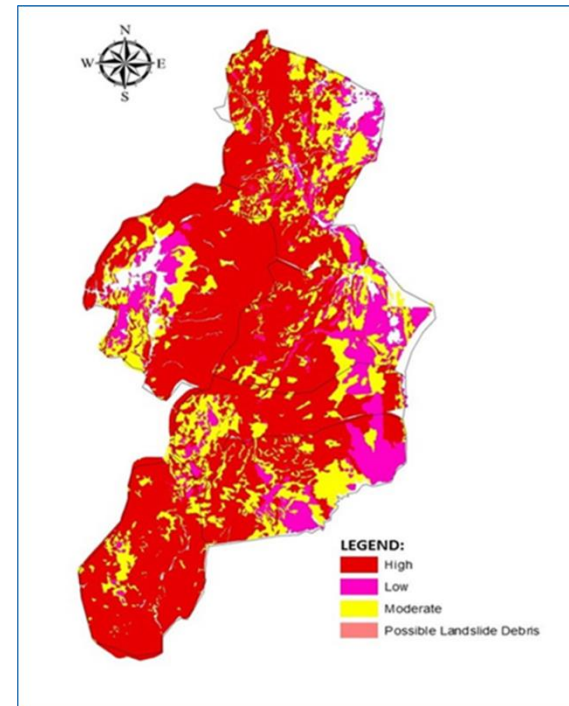 N
W E
S
LEGEND:
High
Low
Moderate
Possible Landslide Debris